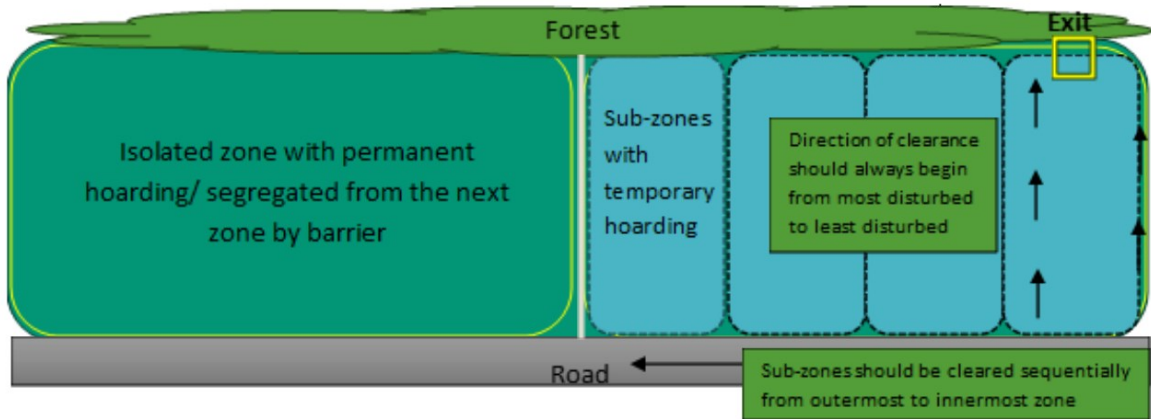 Forest
Exit
Isolated zone with permanent
hoarding/ segregated from the next
zone by barrier
Sub-zones
with
temporary
hoarding
Direction of clearance
should always begin
from most disturbed
to least disturbed
Road
Sub-zones should be cleared sequentially
from outermost to innermost zone